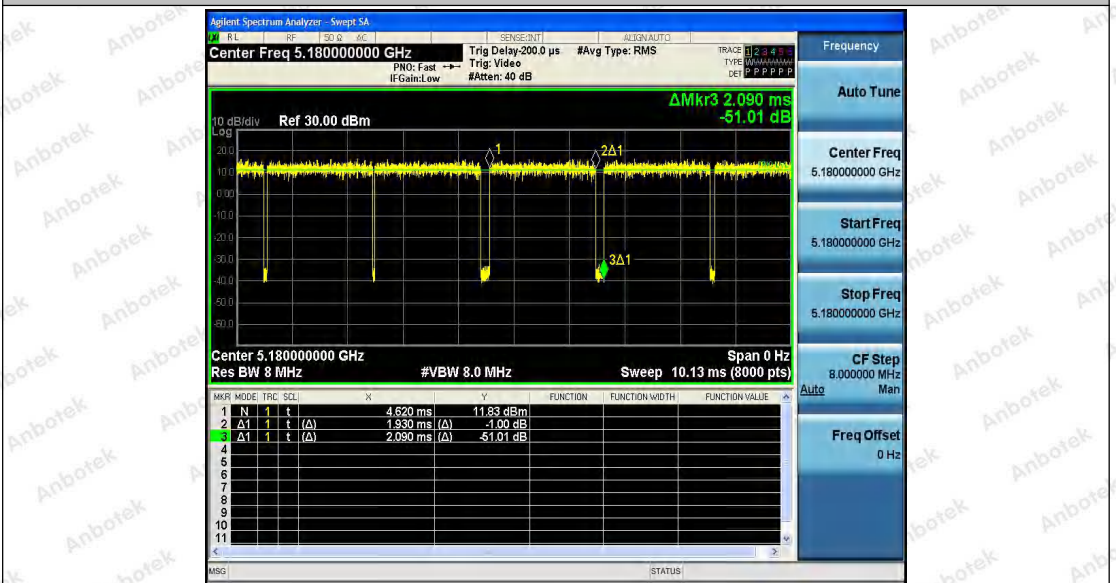 Agilent Spectrum Analyzer - Swept SA
RL RF 50 Ω AC SENSE:INT ALIGNAUTO
Center Freq 5.180000000 GHz
PNO: Fast
IFGain:Low
Trig Delay-200.0 µs
Trig: Video
#Atten: 40 dB
#Avg Type: RMS
TRACE 1 2 3 4 5 6
TYPE
DET P P P P P P
Frequency
ΔMkr3 2.090 ms
-51.01 dB
10 dB/div Ref 30.00 dBm
Log
20.0
10.0
0.00
-10.0
-20.0
-30.0
-40.0
-50.0
-60.0
1
2Δ1
3Δ1
Center 5.180000000 GHz Span 0 Hz
Res BW 8 MHz #VBW 8.0 MHz Sweep 10.13 ms (8000 pts)
MKR MODE TRC SCL X Y FUNCTION FUNCTION WIDTH FUNCTION VALUE
1 N 1 t 4.620 ms 11.83 dBm
2 Δ1 1 t (Δ) 1.930 ms (Δ) -1.00 dB
3 Δ1 1 t (Δ) 2.090 ms (Δ) -51.01 dB
4
5
6
7
8
9
10
11
MSG STATUS
Auto Tune
Center Freq
5.180000000 GHz
Start Freq
5.180000000 GHz
Stop Freq
5.180000000 GHz
CF Step
8.000000 MHz
Auto Man
Freq Offset
0 Hz
Anbotek